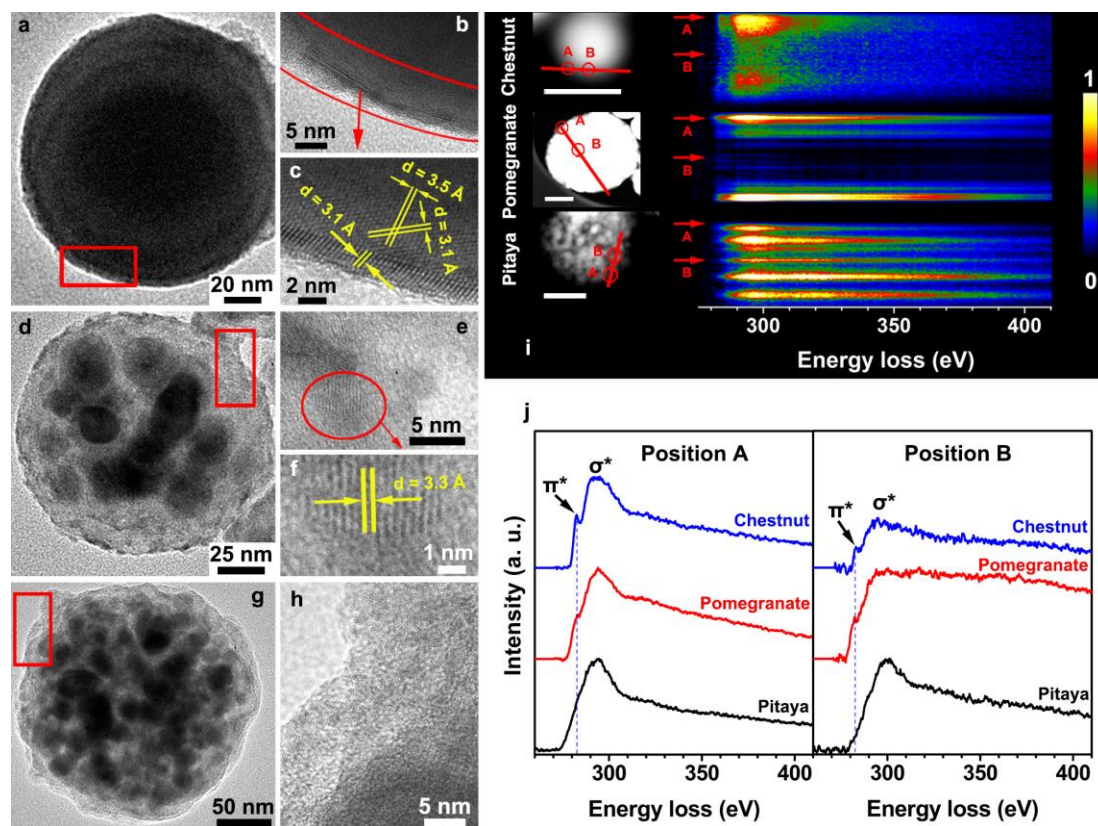 a
20 nm
b
5 nm
c
d = 3.5 Å
d = 3.1 Å
d = 3.1 Å
2 nm
d
25 nm
e
5 nm
f
d = 3.3 Å
1 nm
g
50 nm
h
5 nm
Chestnut
A B
A
B
Pomegranate
A
B
A
B
Pitaya
B
A
A
B
1
0
300 350 400
Energy loss (eV)
i
j
Position A
π*
σ*
Chestnut
Pomegranate
Pitaya
Position B
π*
σ*
Chestnut
Pomegranate
Pitaya
Intensity (a. u.)
300 350 400
300 350 400
Energy loss (eV)
Energy loss (eV)